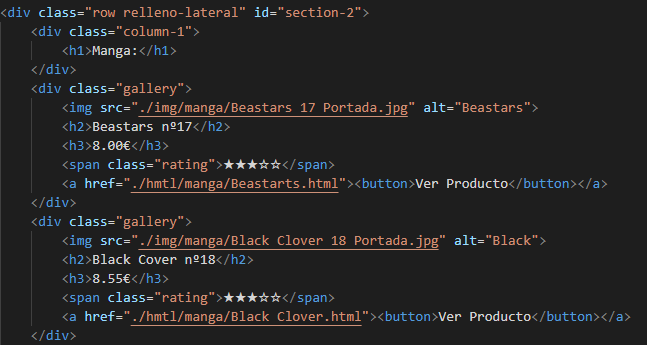 <div class="row relleno-lateral" id="section-2">
    <div class="column-1">
        <h1>Manga:</h1>
    </div>
    <div class="gallery">
        <img src="./img/manga/Beastars 17 Portada.jpg" alt="Beastars">
        <h2>Beastars nº17</h2>
        <h3>8.00€</h3>
        <span class="rating">★★★☆☆</span>
        <a href="./hmtl/manga/Beastarts.html"><button>Ver Producto</button></a>
    </div>
    <div class="gallery">
        <img src="./img/manga/Black Clover 18 Portada.jpg" alt="Black">
        <h2>Black Cover nº18</h2>
        <h3>8.55€</h3>
        <span class="rating">★★★☆☆</span>
        <a href="./hmtl/manga/Black Clover.html"><button>Ver Producto</button></a>
    </div>